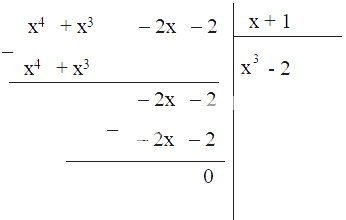 x⁴ + x³ – 2x – 2 x + 1
–
x⁴ + x³ x³ - 2
– 2x – 2
–
– 2x – 2
0